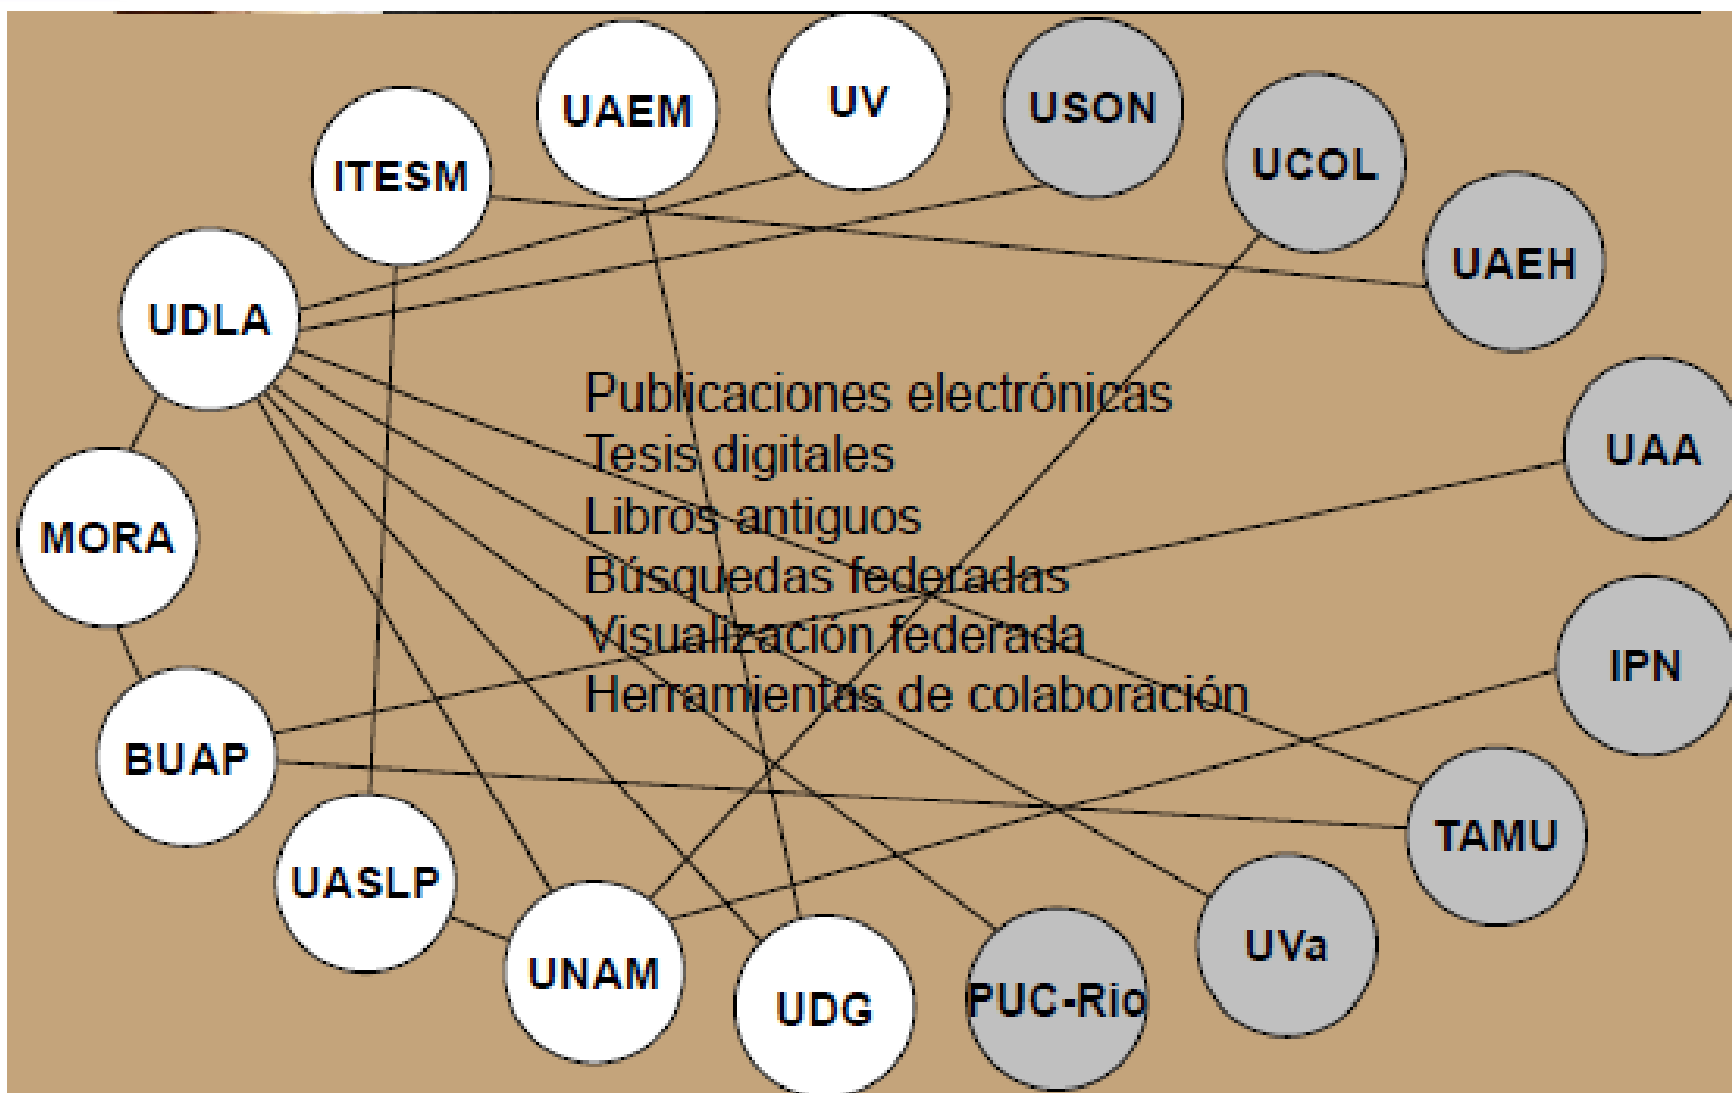 UAEM
UV
USON
UCOL
ITESM
UAEH
UDLA
Publicaciones electrónicas
UAA
Tesis digitales
Libros antiguos
MORA
Búsquedas federadas
Visualización federada
IPN
Herramientas de colaboración
BUAP
TAMU
UASLP
UVa
UNAM
PUC-Rio
UDG